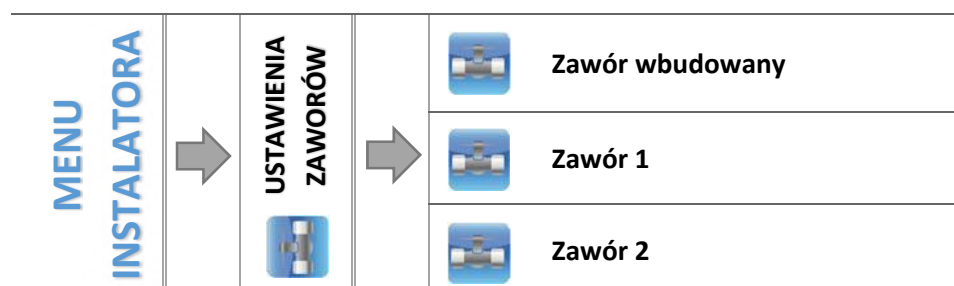 MENU
INSTALATORA
USTAWIENIA
ZAWORÓW
Zawór wbudowany
Zawór 1
Zawór 2